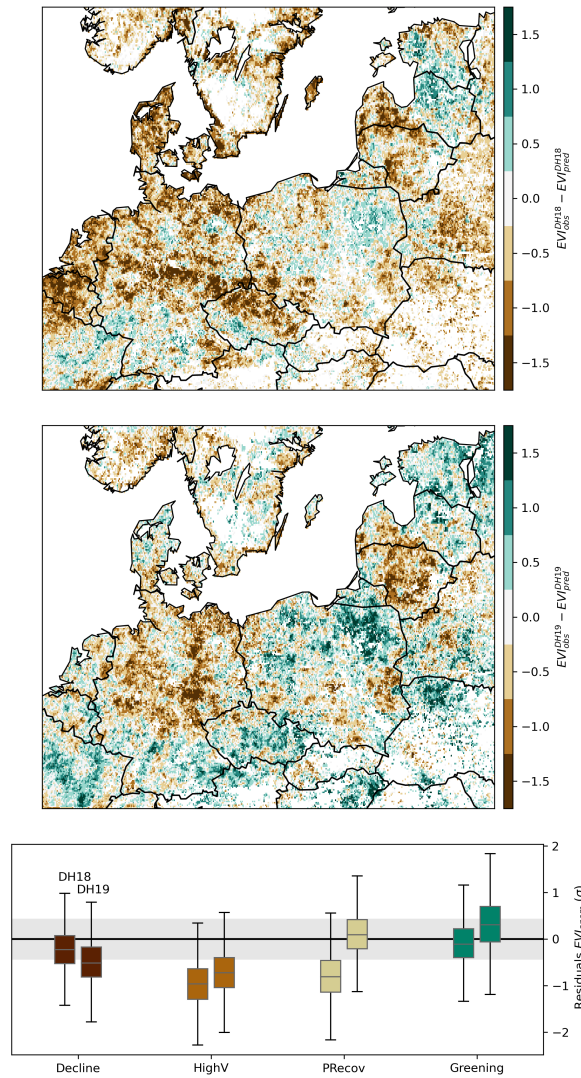 1.5
1.0
0.5
0.0
−0.5
−1.0
−1.5
EVI_obs^DH18 − EVI_pred^DH18
1.5
1.0
0.5
0.0
−0.5
−1.0
−1.5
EVI_obs^DH19 − EVI_pred^DH19
DH18
DH19
2
1
0
−1
−2
Residuals (σ)
Decline
HighV
PRecov
Greening